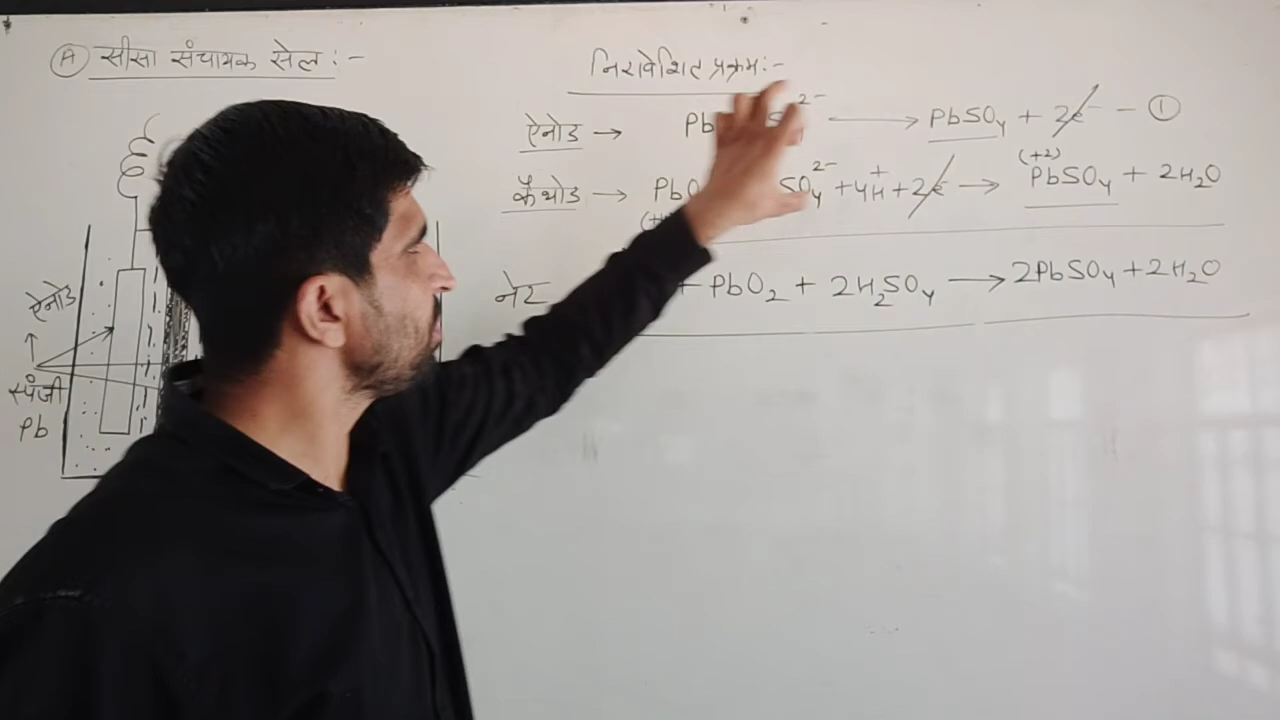 Ⓐ सीसा संचायक सेल :-
निरावेशित प्रक्रम :-
ऐनोड → Pb SO₄²⁻ ⟶ PbSO₄ + 2e⁻ - ①
कैथोड → PbO SO₄²⁻ + 4H⁺ + 2e⁻ → PbSO₄ + 2H₂O
(+2)
नेट + PbO₂ + 2H₂SO₄ ⟶ 2PbSO₄ + 2H₂O
ऐनोड
↑
स्पंजी
Pb